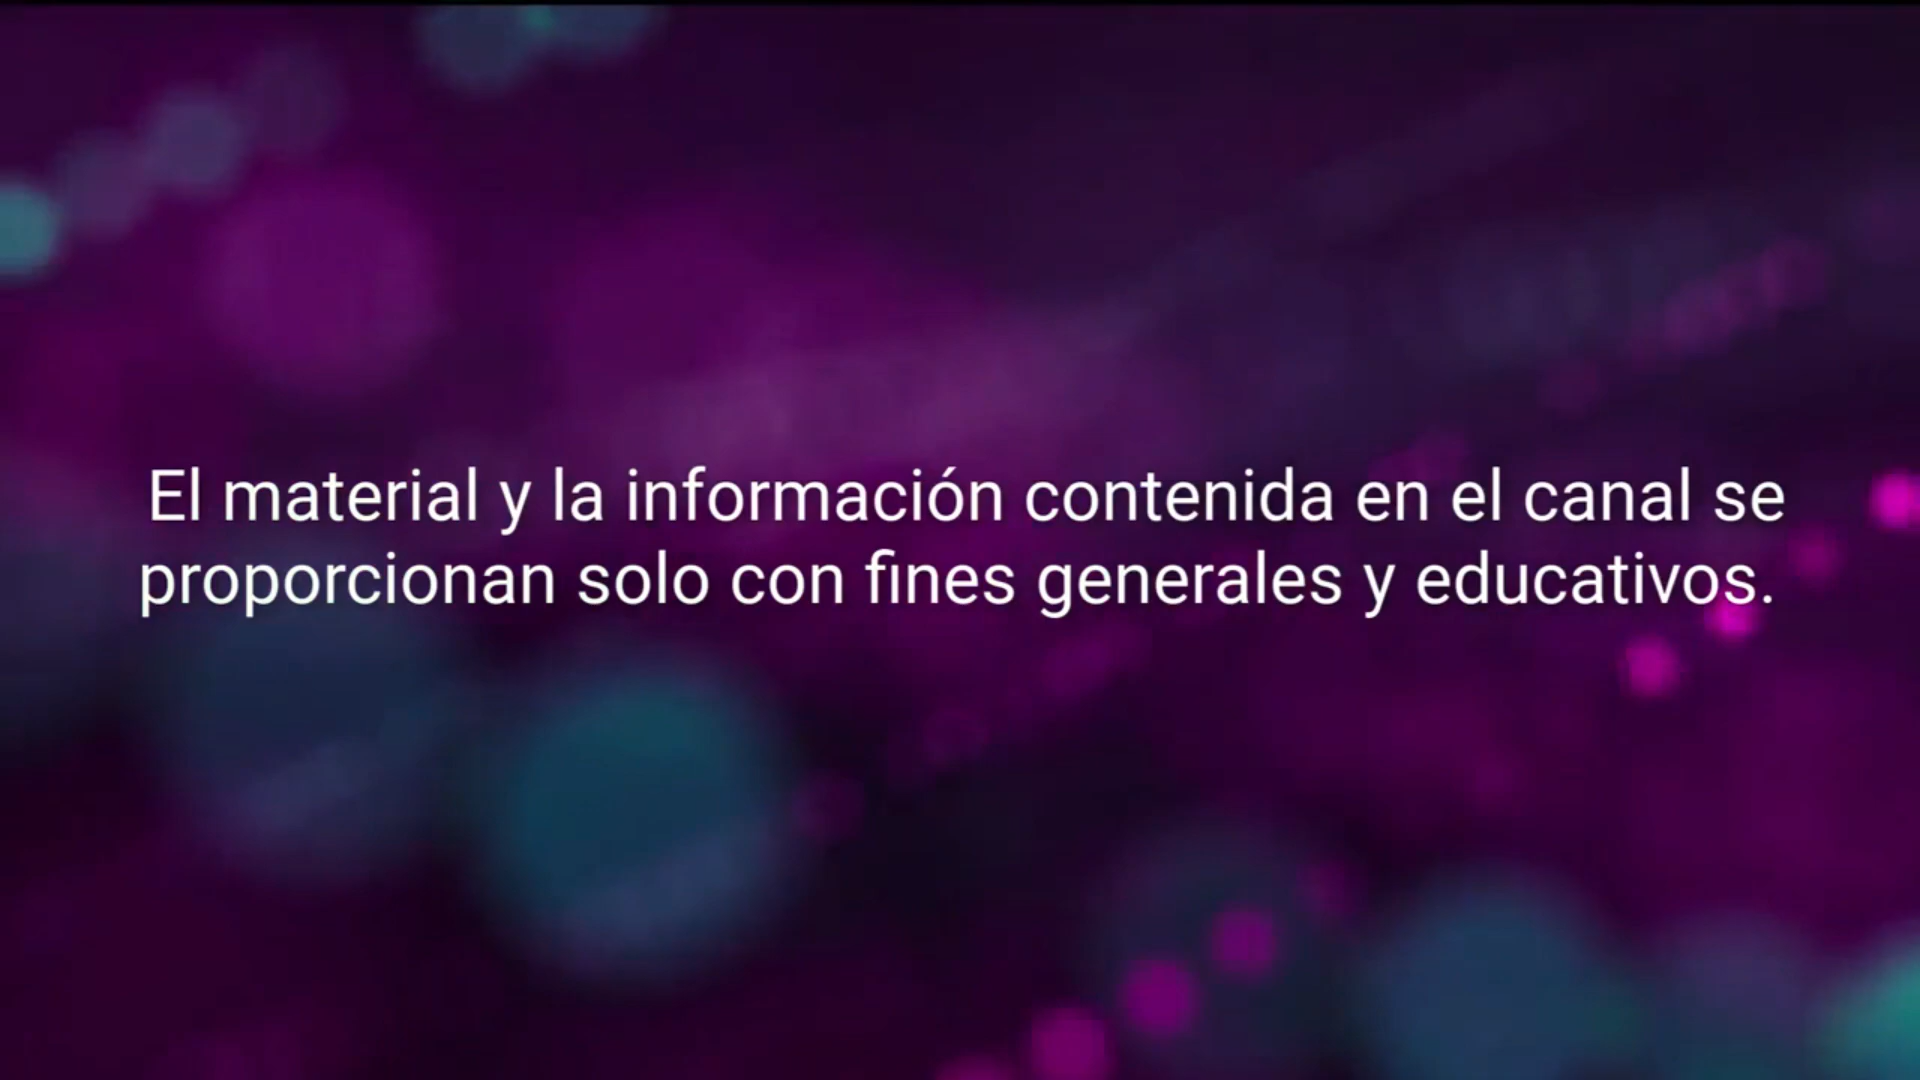 El material y la información contenida en el canal se
proporcionan solo con fines generales y educativos.